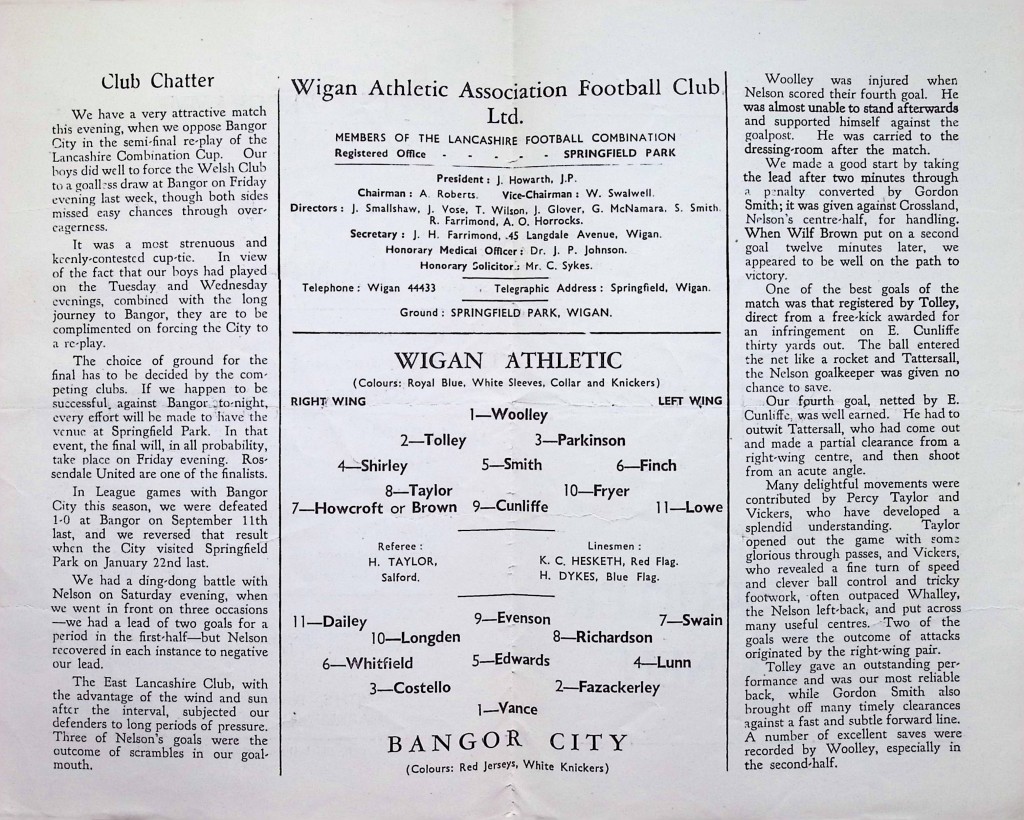 Club Chatter
We have a very attractive match
this evening, when we oppose Bangor
City in the semi-final re-play of the
Lancashire Combination Cup. Our
boys did well to force the Welsh Club
to a goalless draw at Bangor on Friday
evening last week, though both sides
missed easy chances through over-
eagerness.
It was a most strenuous and
keenly-contested cup-tie. In view
of the fact that our boys had played
on the Tuesday and Wednesday
evenings, combined with the long
journey to Bangor, they are to be
complimented on forcing the City to
a re-play.
The choice of ground for the
final has to be decided by the com-
peting clubs. If we happen to be
successful against Bangor to-night,
every effort will be made to have the
venue at Springfield Park. In that
event, the final will, in all probability,
take place on Friday evening. Ros-
sendale United are one of the finalists.
In League games with Bangor
City this season, we were defeated
1-0 at Bangor on September 11th
last, and we reversed that result
when the City visited Springfield
Park on January 22nd last.
We had a ding-dong battle with
Nelson on Saturday evening, when
we went in front on three occasions
—we had a lead of two goals for a
period in the first-half—but Nelson
recovered in each instance to negative
our lead.
The East Lancashire Club, with
the advantage of the wind and sun
after the interval, subjected our
defenders to long periods of pressure.
Three of Nelson's goals were the
outcome of scrambles in our goal-
mouth.
Wigan Athletic Association Football Club
Ltd.
MEMBERS OF THE LANCASHIRE FOOTBALL COMBINATION
Registered Office - - - - - SPRINGFIELD PARK
President : J. Howarth, J.P.
Chairman : A. Roberts. Vice-Chairman : W. Swalwell.
Directors : J. Smallshaw, J. Vose, T. Wilson, J. Glover, G. McNamara. S. Smith.
R. Farrimond, A. O. Horrocks.
Secretary : J. H. Farrimond, 45 Langdale Avenue, Wigan.
Honorary Medical Officer : Dr. J. P. Johnson.
Honorary Solicitor : Mr. C. Sykes.
Telephone : Wigan 44433 Telegraphic Address : Springfield, Wigan.
Ground : SPRINGFIELD PARK, WIGAN.
WIGAN ATHLETIC
(Colours: Royal Blue, White Sleeves, Collar and Knickers)
RIGHT WING LEFT WING
1—Woolley
2—Tolley 3—Parkinson
4—Shirley 5—Smith 6—Finch
8—Taylor 10—Fryer
7—Howcroft or Brown 9—Cunliffe 11—Lowe
Referee : Linesmen :
H. TAYLOR, K. C. HESKETH, Red Flag.
Salford. H. DYKES, Blue Flag.
11—Dailey 9—Evenson 7—Swain
10—Longden 8—Richardson
6—Whitfield 5—Edwards 4—Lunn
3—Costello 2—Fazackerley
1—Vance
BANGOR CITY
(Colours: Red Jerseys, White Knickers)
Woolley was injured when
Nelson scored their fourth goal. He
was almost unable to stand afterwards
and supported himself against the
goalpost. He was carried to the
dressing-room after the match.
We made a good start by taking
the lead after two minutes through
a penalty converted by Gordon
Smith; it was given against Crossland,
Nelson's centre-half, for handling.
When Wilf Brown put on a second
goal twelve minutes later, we
appeared to be well on the path to
victory.
One of the best goals of the
match was that registered by Tolley,
direct from a free-kick awarded for
an infringement on E. Cunliffe
thirty yards out. The ball entered
the net like a rocket and Tattersall,
the Nelson goalkeeper was given no
chance to save.
Our fourth goal, netted by E.
Cunliffe, was well earned. He had to
outwit Tattersall, who had come out
and made a partial clearance from a
right-wing centre, and then shoot
from an acute angle.
Many delightful movements were
contributed by Percy Taylor and
Vickers, who have developed a
splendid understanding. Taylor
opened out the game with some
glorious through passes, and Vickers,
who revealed a fine turn of speed
and clever ball control and tricky
footwork, often outpaced Whalley,
the Nelson left-back, and put across
many useful centres. Two of the
goals were the outcome of attacks
originated by the right-wing pair.
Tolley gave an outstanding per-
formance and was our most reliable
back, while Gordon Smith also
brought off many timely clearances
against a fast and subtle forward line.
A number of excellent saves were
recorded by Woolley, especially in
the second-half.